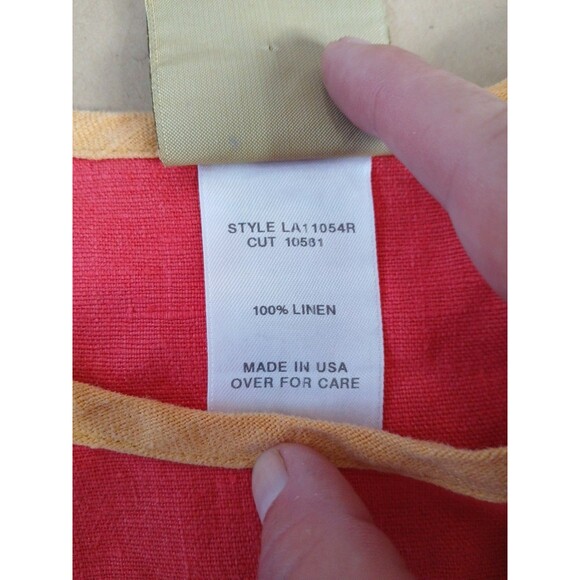 STYLE LA11054R
CUT 10581
100% LINEN
MADE IN USA
OVER FOR CARE